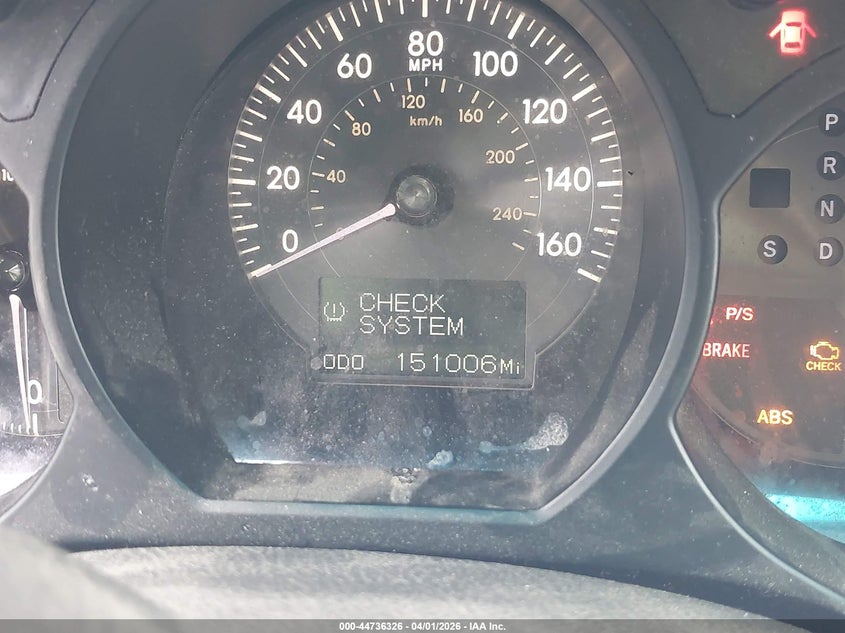 80
MPH
60
100
40
120
20
140
0
160
120
km/h
80
160
40
200
240
CHECK
SYSTEM
ODO 151006Mi
P
R
N
S D
P/S
BRAKE
CHECK
ABS
0
000-44736326 - 04/01/2026 - IAA Inc.